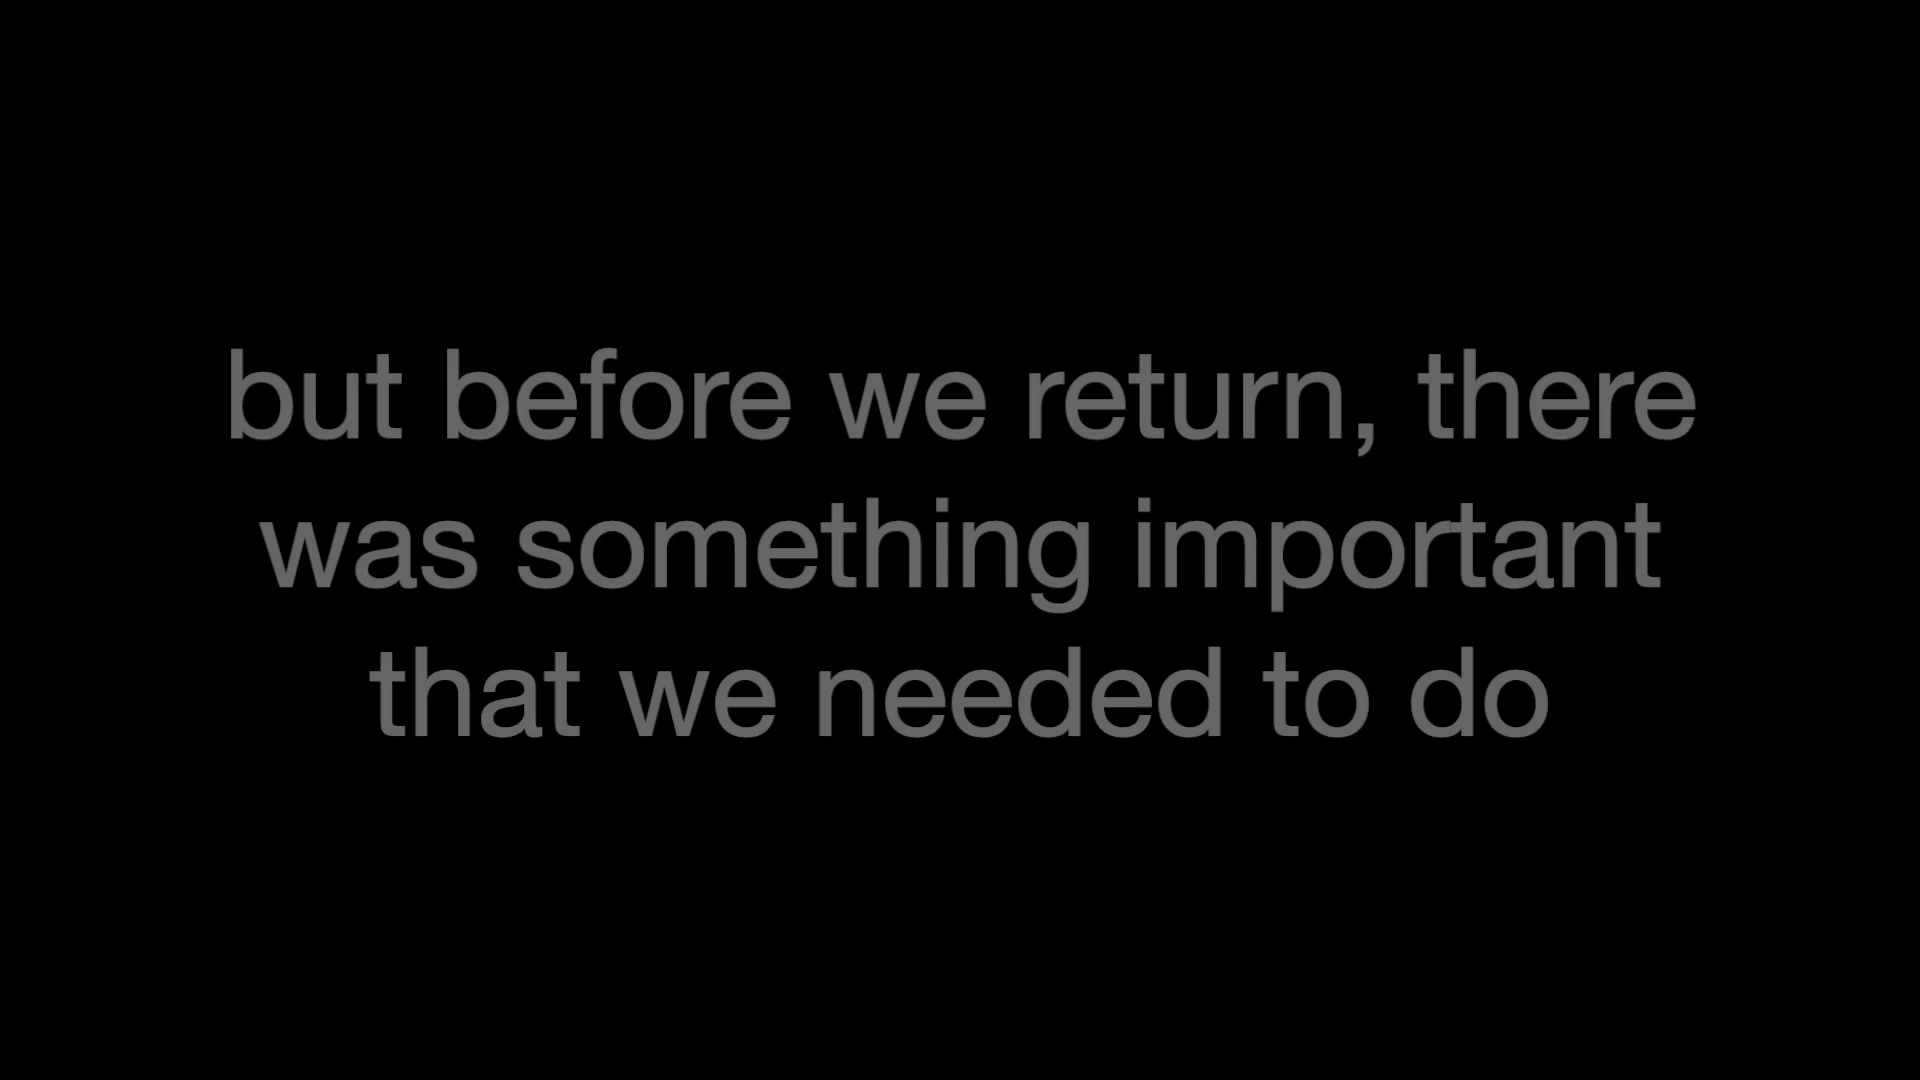 but before we return, there
was something important
that we needed to do